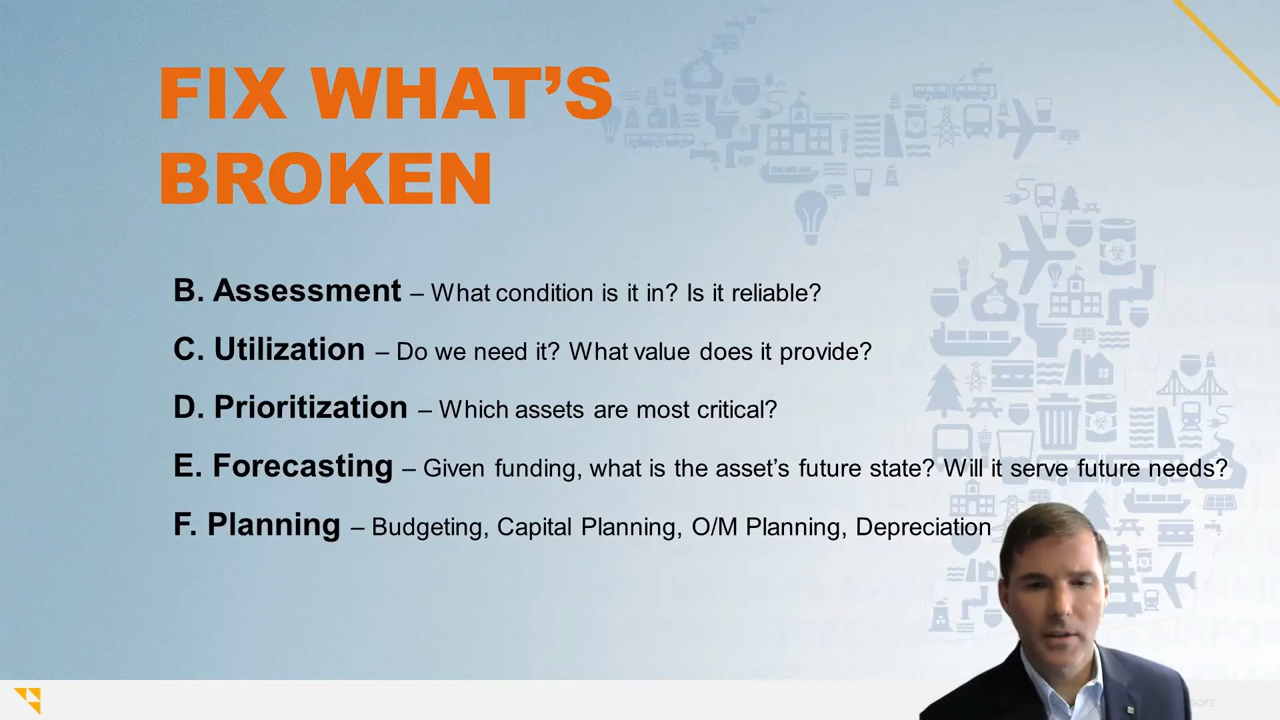 FIX WHAT’S
BROKEN
B. Assessment – What condition is it in? Is it reliable?
C. Utilization – Do we need it? What value does it provide?
D. Prioritization – Which assets are most critical?
E. Forecasting – Given funding, what is the asset’s future state? Will it serve future needs?
F. Planning – Budgeting, Capital Planning, O/M Planning, Depreciation